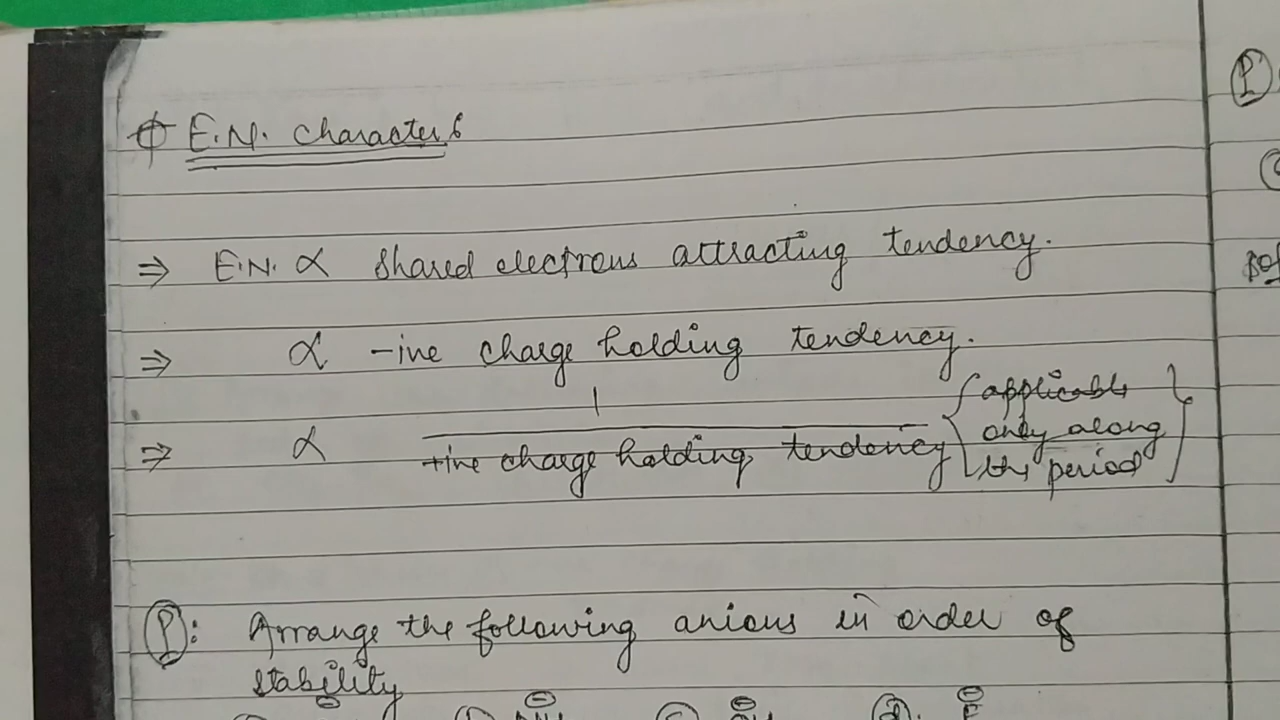 E.N. Character :
⇒ E.N. ∝ shared electrons attracting tendency.
⇒ ∝ -ive charge holding tendency.
⇒ ∝ 1
+ive charge holding tendency {applicable
only along
the period}
(P): Arrange the following anions in order of
stability